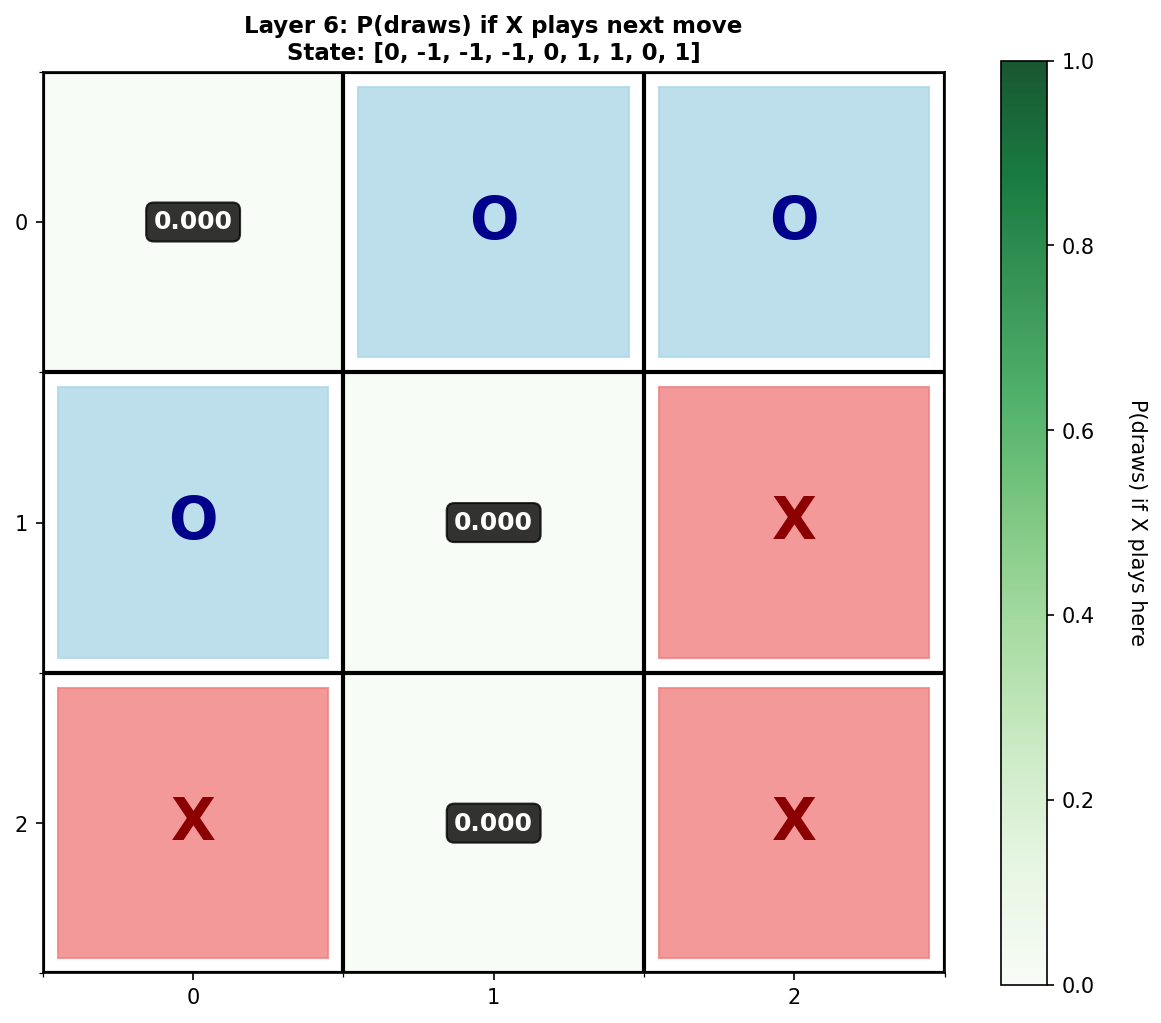 Layer 6: P(draws) if X plays next move
State: [0, -1, -1, -1, 0, 1, 1, 0, 1]
1.0
0 0.000 O O
0.8
0.6
P(draws) if X plays here
1 O 0.000 X
0.4
0.2
2 X 0.000 X
0.0
0 1 2